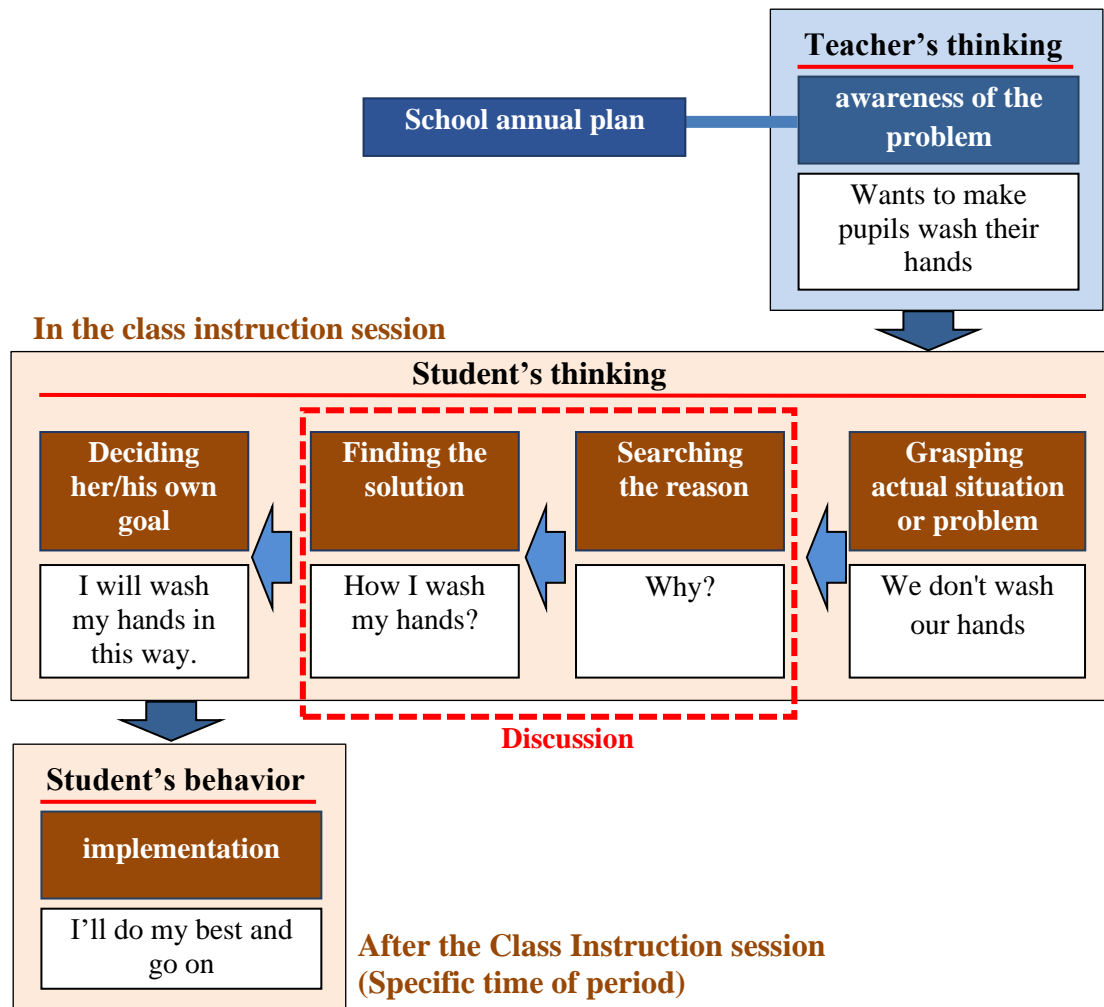 Teacher’s thinking
School annual plan
awareness of the
problem
Wants to make
pupils wash their
hands
In the class instruction session
Student’s thinking
Deciding
her/his own
goal
I will wash
my hands in
this way.
Finding the
solution
How I wash
my hands?
Searching
the reason
Why?
Grasping
actual situation
or problem
We don't wash
our hands
Discussion
Student’s behavior
implementation
I’ll do my best and
go on
After the Class Instruction session
(Specific time of period)